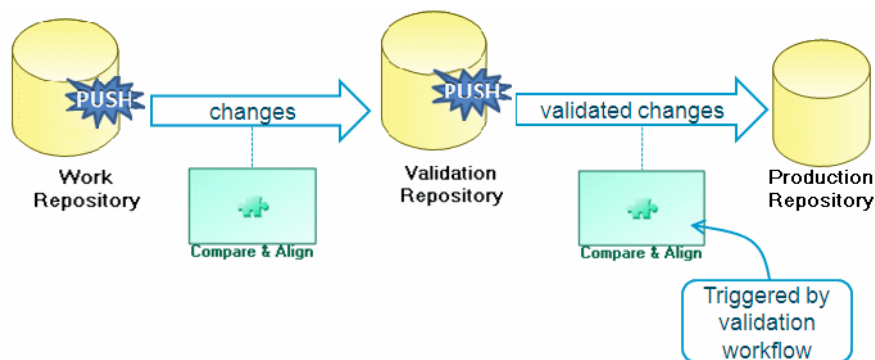 PUSH
changes
PUSH
validated changes
Work
Repository
Validation
Repository
Production
Repository
Compare & Align
Compare & Align
Triggered by
validation
workflow